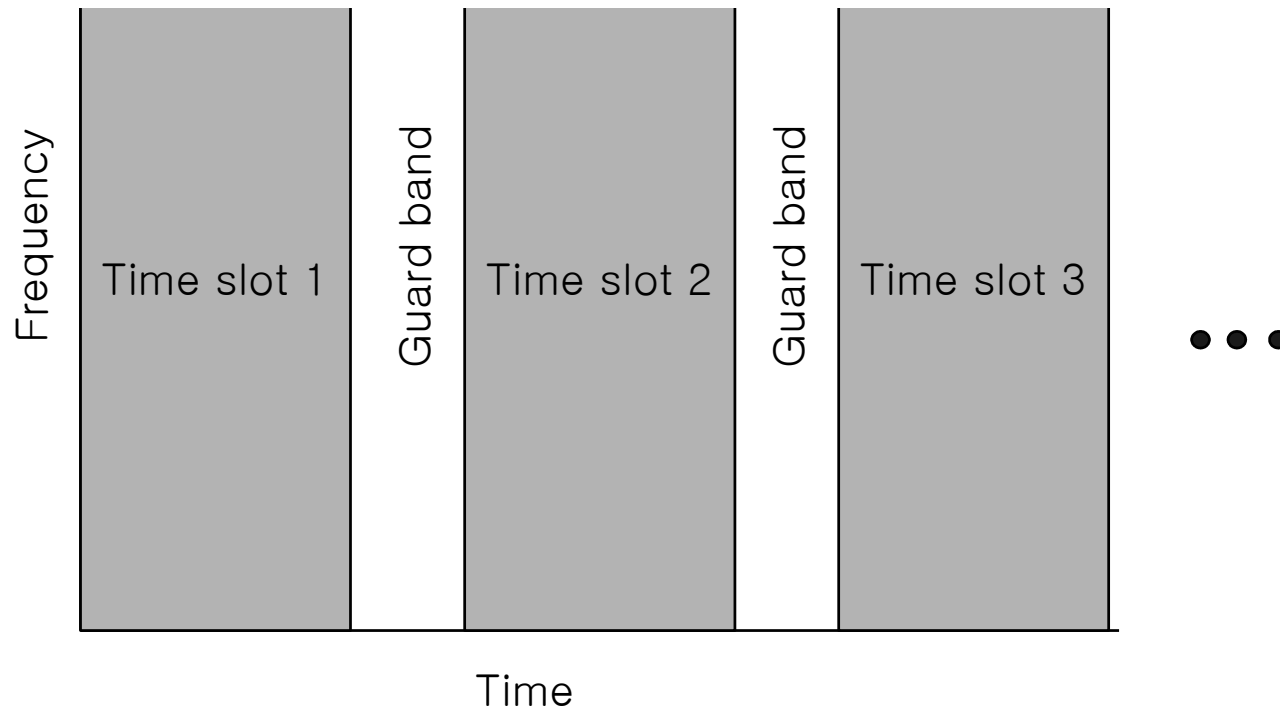 Frequency
Time slot 1
Guard band
Time slot 2
Guard band
Time slot 3
Time